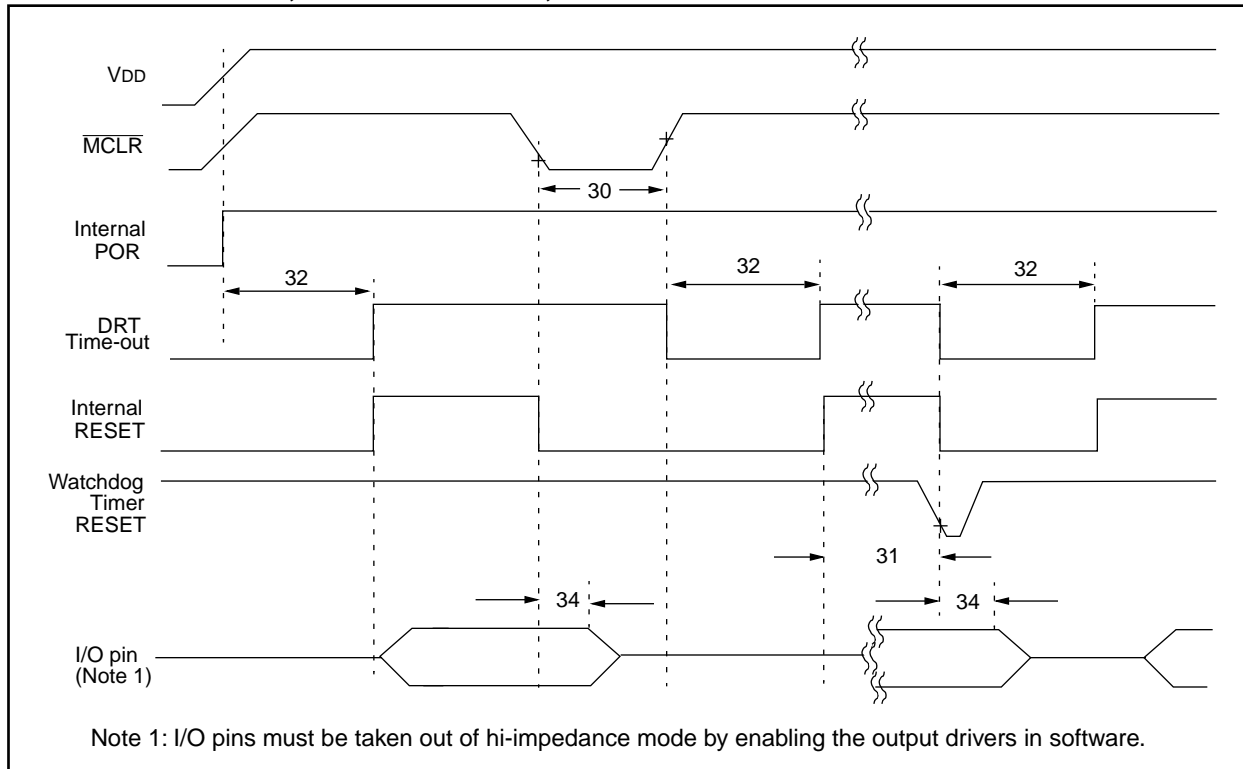 VDD
MCLR
30
Internal
POR
32
32
32
DRT
Time-out
Internal
RESET
Watchdog
Timer
RESET
31
34
34
I/O pin
(Note 1)
Note 1: I/O pins must be taken out of hi-impedance mode by enabling the output drivers in software.